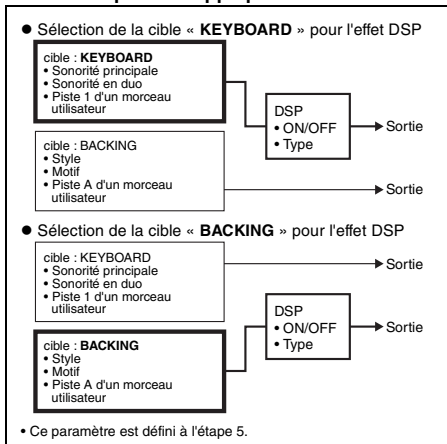 ● Sélection de la cible « KEYBOARD » pour l'effet DSP
cible : KEYBOARD
• Sonorité principale
• Sonorité en duo
• Piste 1 d'un morceau
utilisateur
DSP
• ON/OFF
• Type
Sortie
cible : BACKING
• Style
• Motif
• Piste A d'un morceau
utilisateur
Sortie
● Sélection de la cible « BACKING » pour l'effet DSP
cible : KEYBOARD
• Sonorité principale
• Sonorité en duo
• Piste 1 d'un morceau
utilisateur
Sortie
DSP
• ON/OFF
• Type
Sortie
cible : BACKING
• Style
• Motif
• Piste A d'un morceau
utilisateur
• Ce paramètre est défini à l'étape 5.